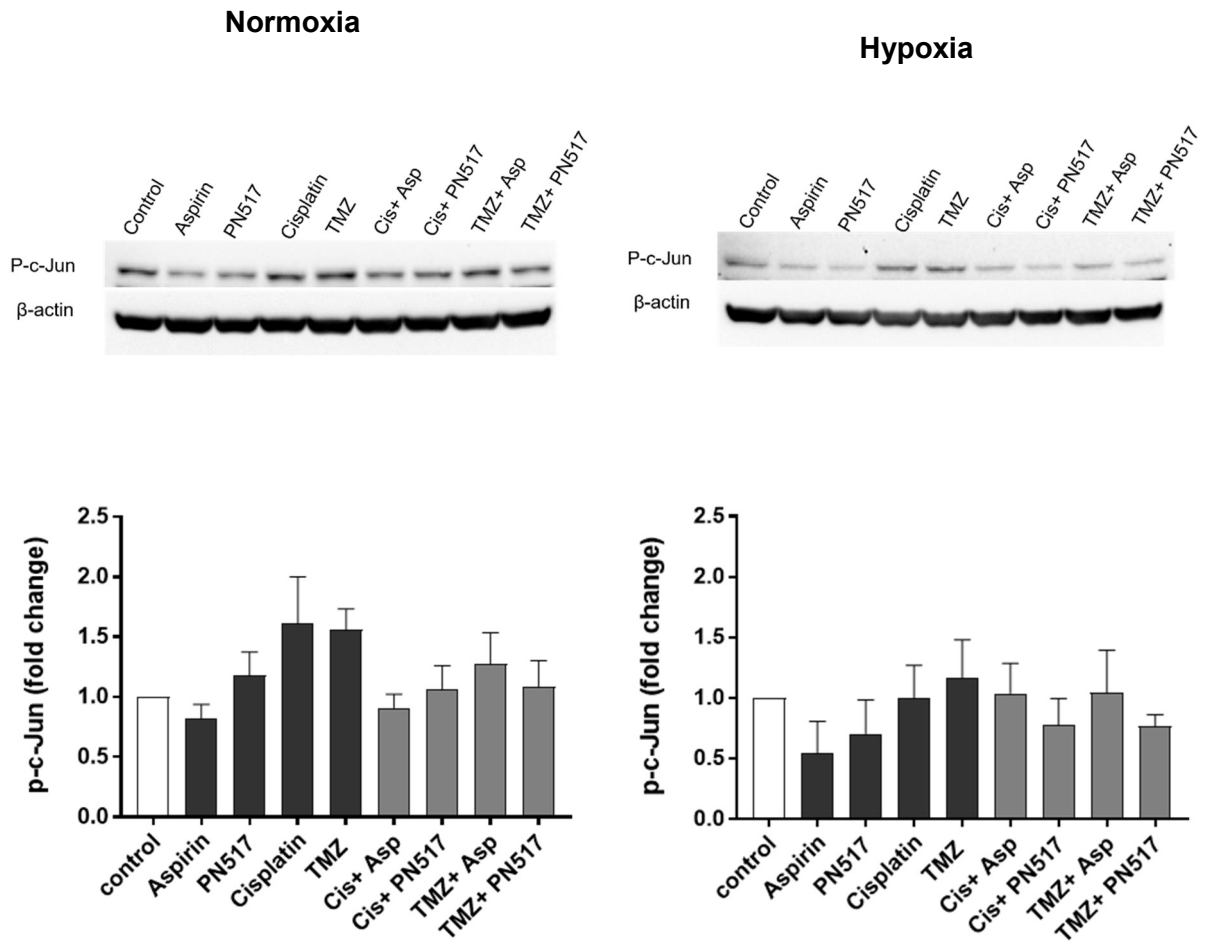 Normoxia
Hypoxia
Control
Aspirin
PN517
Cisplatin
TMZ
Cis+ Asp
Cis+ PN517
TMZ+ Asp
TMZ+ PN517
P-c-Jun
β-actin
Control
Aspirin
PN517
Cisplatin
TMZ
Cis+ Asp
Cis+ PN517
TMZ+ Asp
TMZ+ PN517
P-c-Jun
β-actin
p-c-Jun (fold change)
2.5
2.0
1.5
1.0
0.5
0.0
control
Aspirin
PN517
Cisplatin
TMZ
Cis+ Asp
Cis+ PN517
TMZ+ Asp
TMZ+ PN517
p-c-Jun (fold change)
2.5
2.0
1.5
1.0
0.5
0.0
control
Aspirin
PN517
Cisplatin
TMZ
Cis+ Asp
Cis+ PN517
TMZ+ Asp
TMZ+ PN517